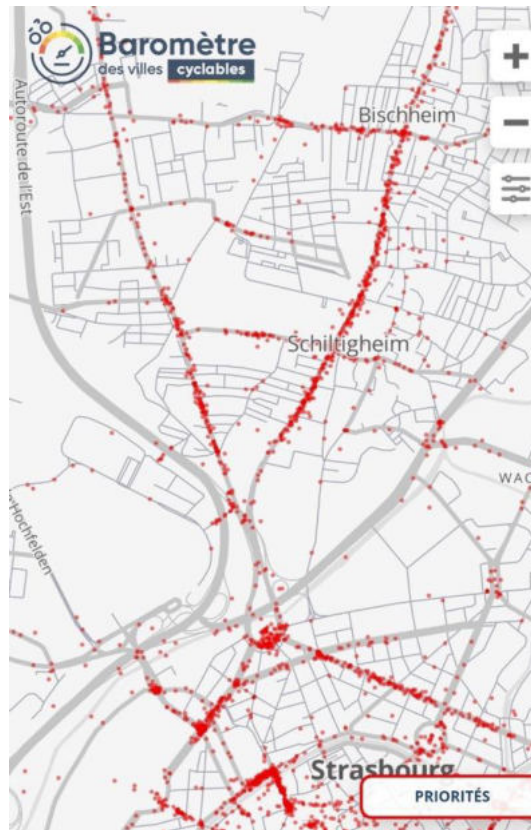 Baromètre
des villes cyclables
Autoroute de l'Est
Bischheim
Schiltigheim
WAC
Hochfelden
Strasbourg
PRIORITÉS